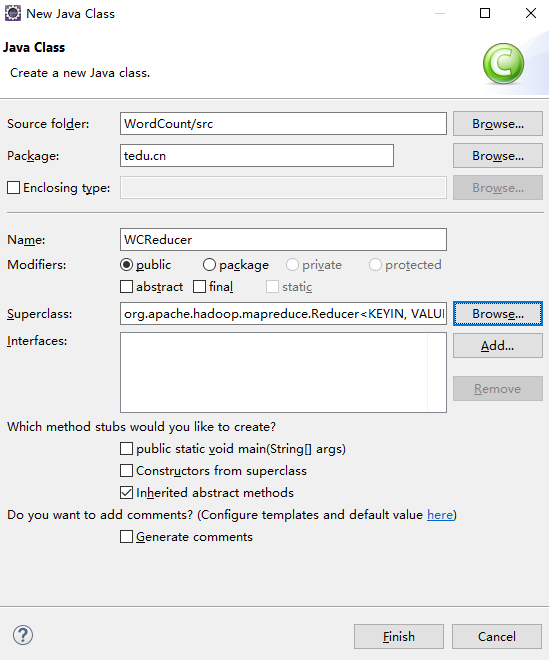 New Java Class
Java Class
Create a new Java class.
C
Source folder: WordCount/src Browse...
Package: tedu.cn Browse...
Enclosing type: Browse...
Name: WCReducer
Modifiers: public package private protected
abstract final static
Superclass: org.apache.hadoop.mapreduce.Reducer<KEYIN, VALUI Browse...
Interfaces: Add...
Remove
Which method stubs would you like to create?
public static void main(String[] args)
Constructors from superclass
Inherited abstract methods
Do you want to add comments? (Configure templates and default value here)
Generate comments
? Finish Cancel